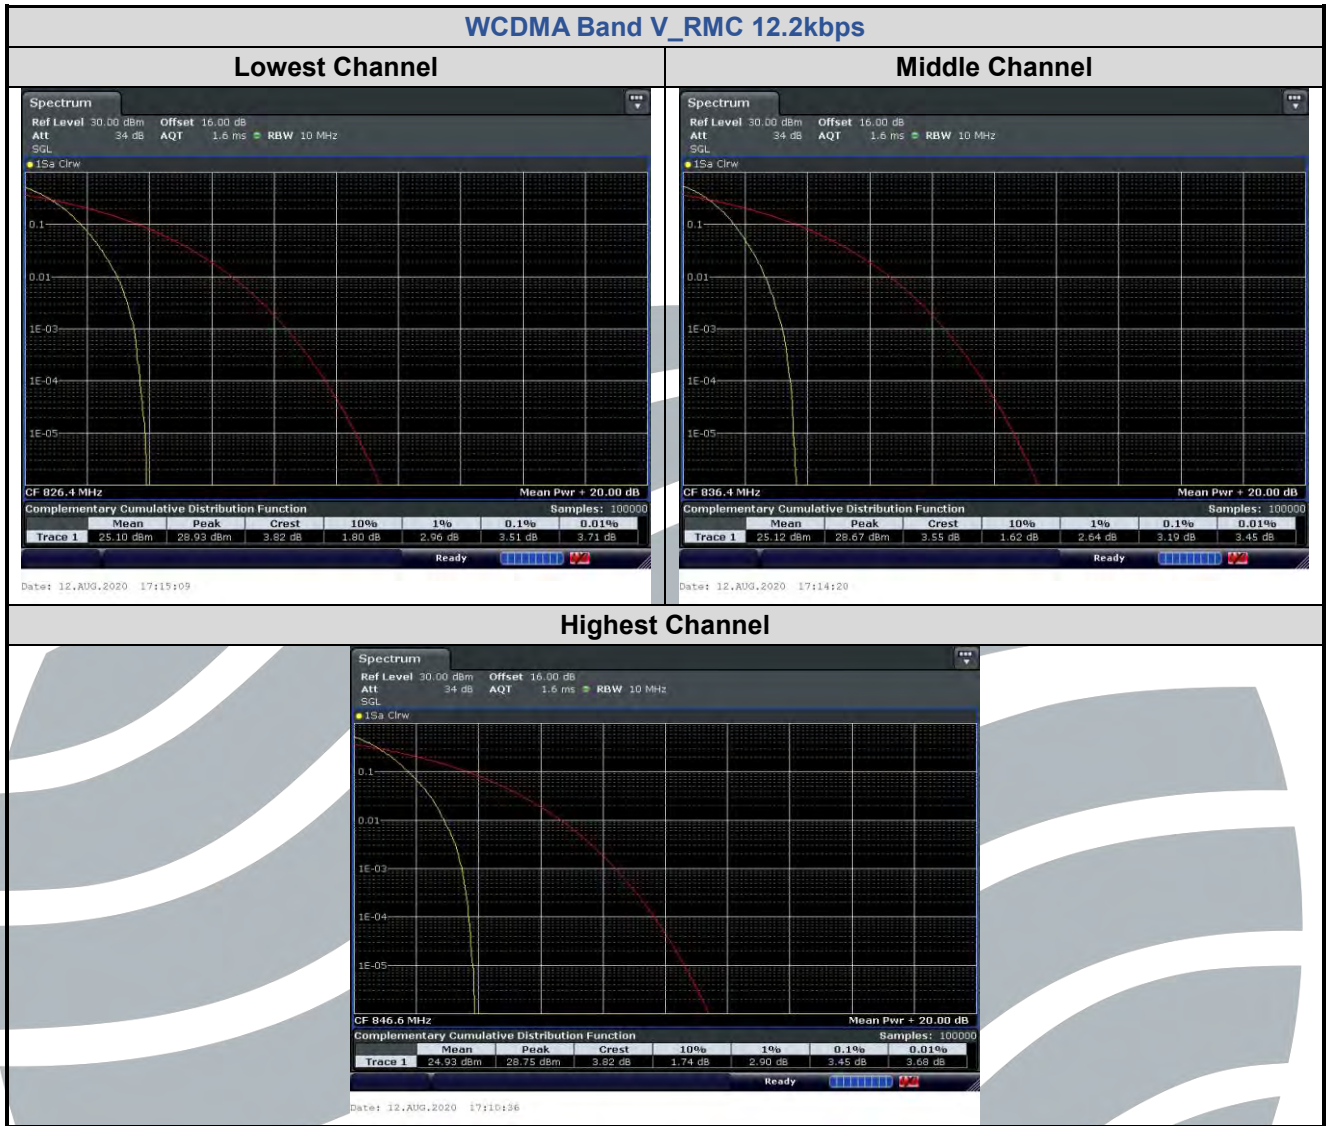 WCDMA Band V_RMC 12.2kbps
Lowest Channel
Spectrum
Ref Level 30.00 dBm Offset 16.00 dB
Att 34 dB AQT 1.6 ms RBW 10 MHz
SGL
1Sa Clrw
0.1
0.01
1E-03
1E-04
1E-05
CF 826.4 MHz Mean Pwr + 20.00 dB
Complementary Cumulative Distribution Function Samples: 100000
Mean Peak Crest 10% 1% 0.1% 0.01%
Trace 1 25.10 dBm 28.93 dBm 3.82 dB 1.80 dB 2.96 dB 3.51 dB 3.71 dB
Ready
Date: 12.AUG.2020 17:15:09
Middle Channel
Spectrum
Ref Level 30.00 dBm Offset 16.00 dB
Att 34 dB AQT 1.6 ms RBW 10 MHz
SGL
1Sa Clrw
0.1
0.01
1E-03
1E-04
1E-05
CF 836.4 MHz Mean Pwr + 20.00 dB
Complementary Cumulative Distribution Function Samples: 100000
Mean Peak Crest 10% 1% 0.1% 0.01%
Trace 1 25.12 dBm 28.67 dBm 3.55 dB 1.62 dB 2.64 dB 3.19 dB 3.45 dB
Ready
Date: 12.AUG.2020 17:14:20
Highest Channel
Spectrum
Ref Level 30.00 dBm Offset 16.00 dB
Att 34 dB AQT 1.6 ms RBW 10 MHz
SGL
1Sa Clrw
0.1
0.01
1E-03
1E-04
1E-05
CF 846.6 MHz Mean Pwr + 20.00 dB
Complementary Cumulative Distribution Function Samples: 100000
Mean Peak Crest 10% 1% 0.1% 0.01%
Trace 1 24.93 dBm 28.75 dBm 3.82 dB 1.74 dB 2.90 dB 3.45 dB 3.68 dB
Ready
Date: 12.AUG.2020 17:10:36